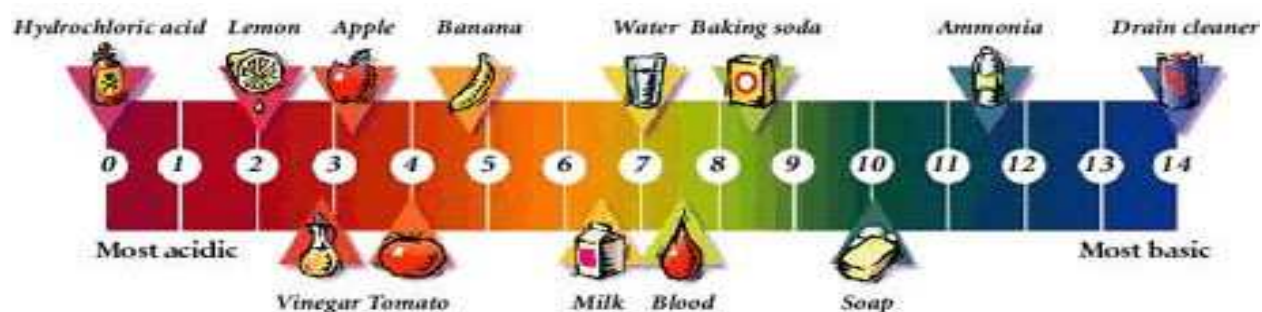 Hydrochloric acid Lemon Apple Banana Water Baking soda Ammonia Drain cleaner
0 1 2 3 4 5 6 7 8 9 10 11 12 13 14
Most acidic Most basic
Vinegar Tomato Milk Blood Soap